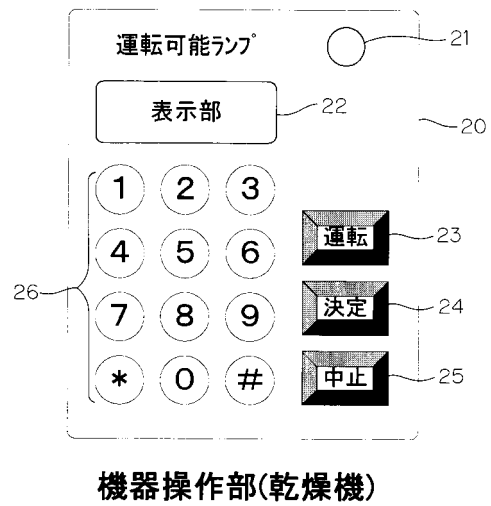 運転可能ランプ 21
表示部 22
20
1 2 3
運転 23
4 5 6
26
決定 24
7 8 9
中止 25
* 0 #
機器操作部(乾燥機)